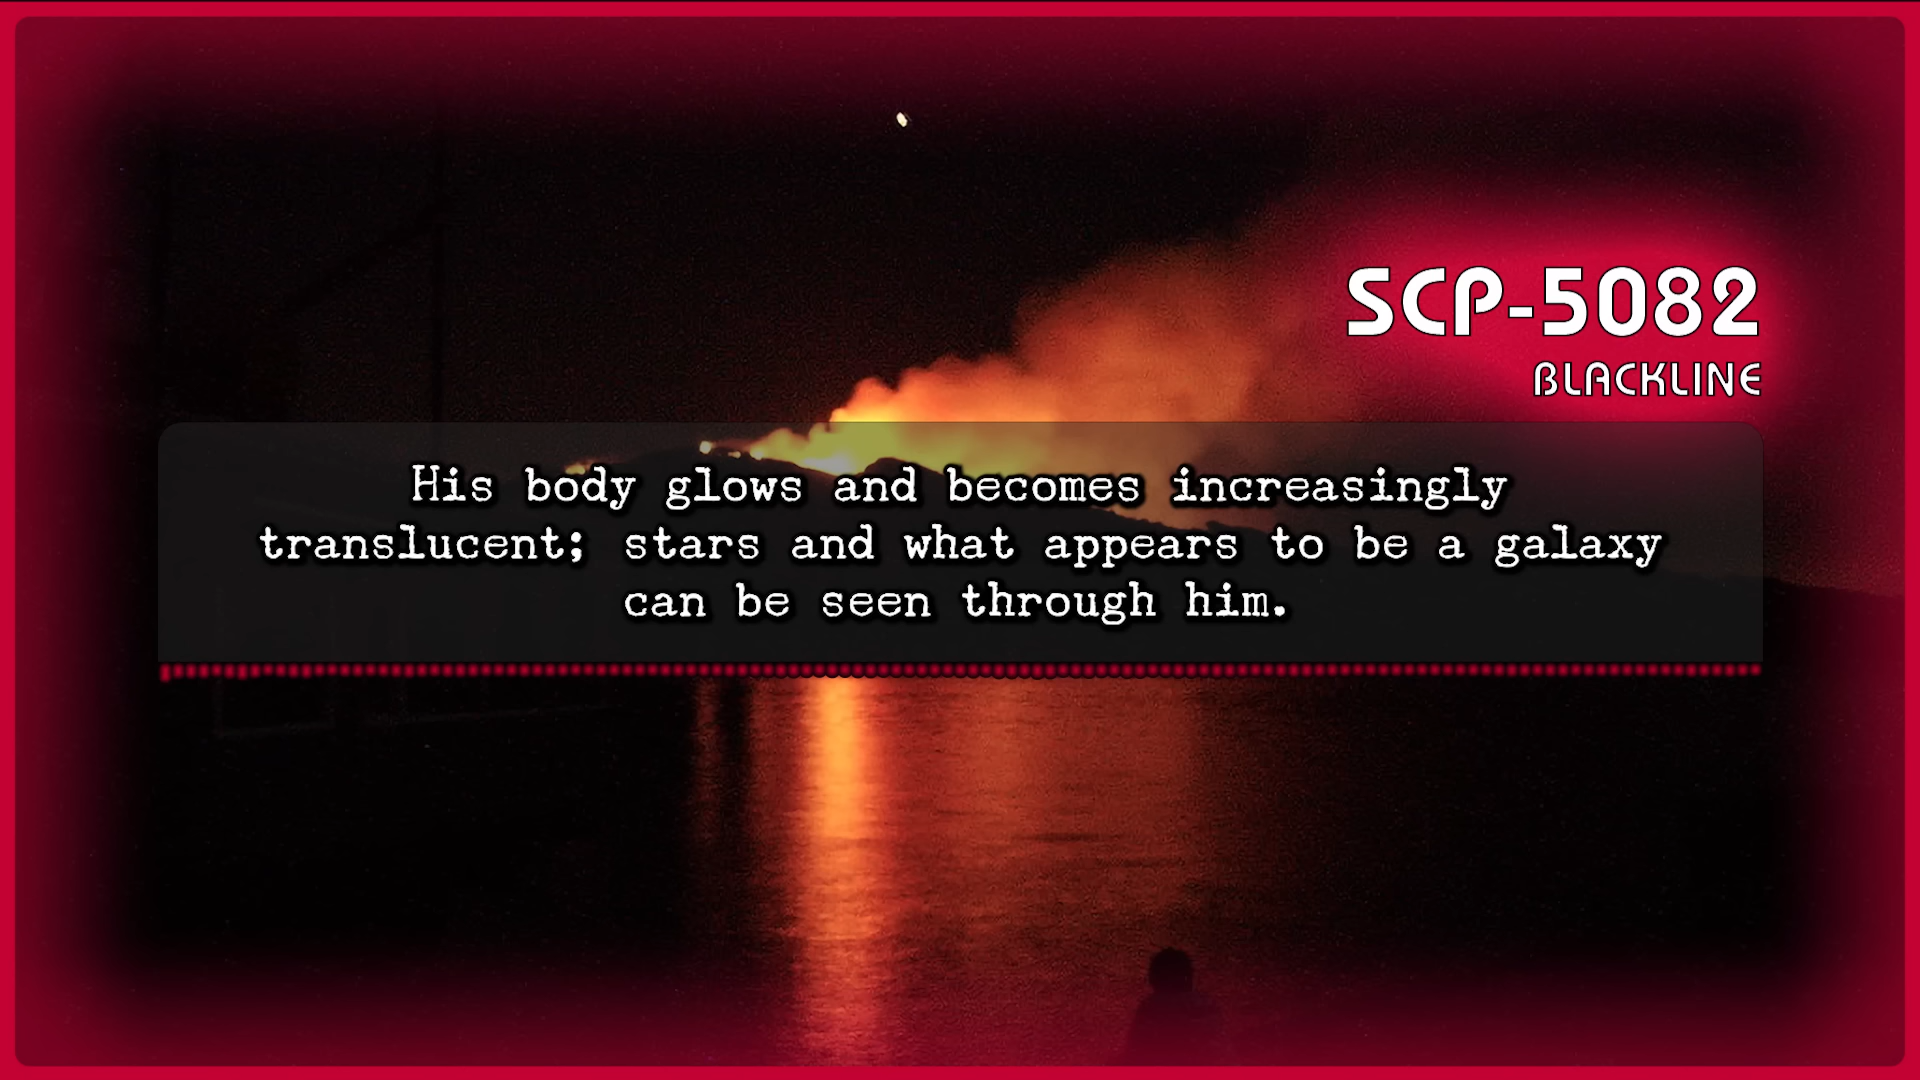 SCP-5082
BLACKLINE
His body glows and becomes increasingly
translucent; stars and what appears to be a galaxy
can be seen through him.